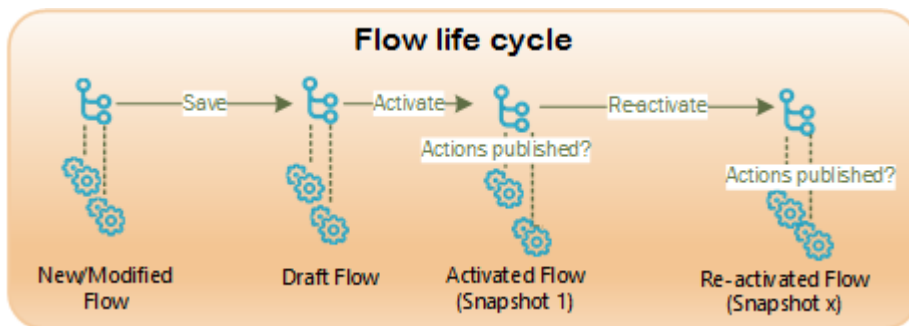 Flow life cycle
Save
Activate
Re-activate
Actions published?
Actions published?
New/Modified
Flow
Draft Flow
Activated Flow
(Snapshot 1)
Re-activated Flow
(Snapshot x)